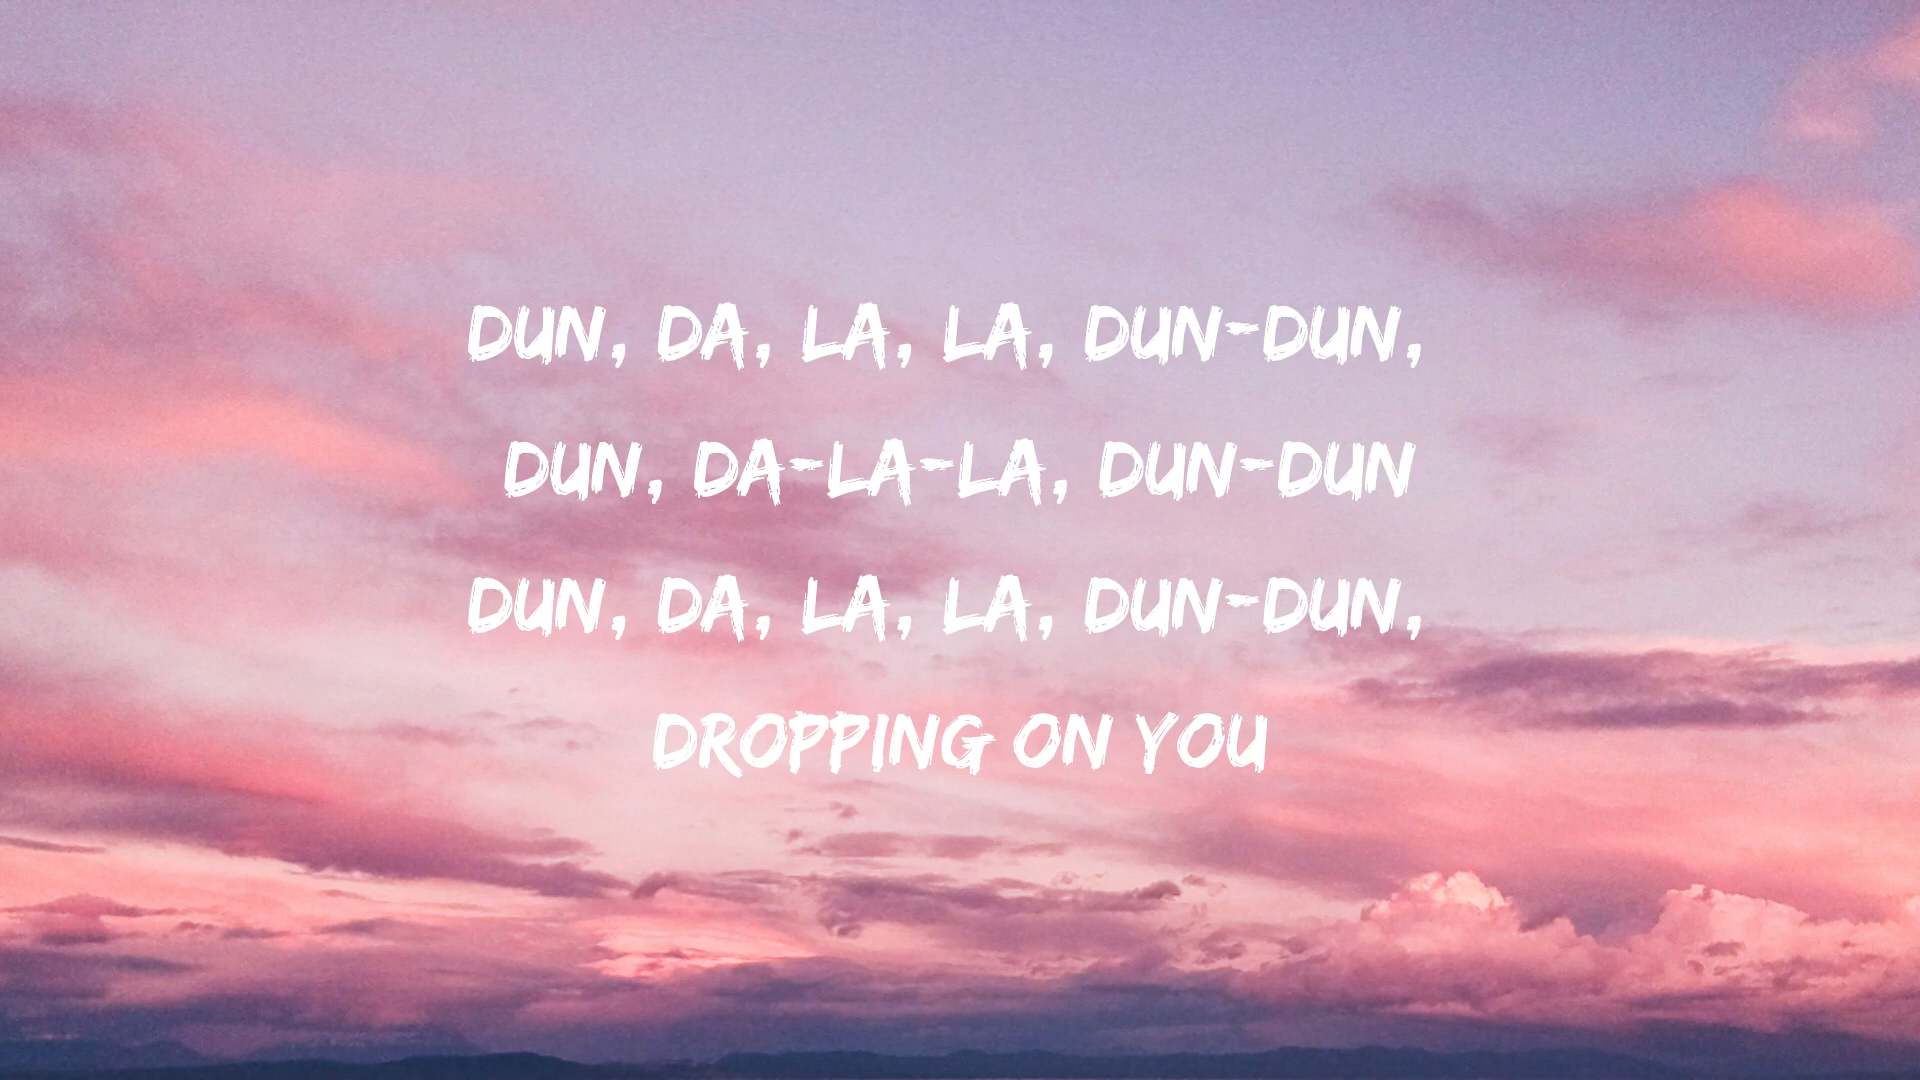 DUN, DA, LA, LA, DUN-DUN,
DUN, DA-LA-LA, DUN-DUN
DUN, DA, LA, LA, DUN-DUN,
DROPPING ON YOU